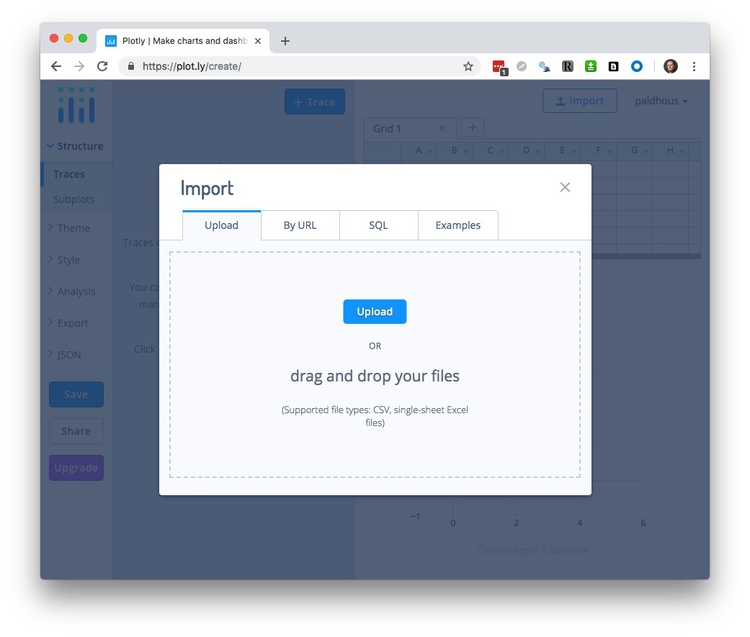 Plotly | Make charts and dashb
https://plot.ly/create/
1
+ Trace
Import
paldhous
Structure
Traces
Subplots
Theme
Style
Analysis
Export
JSON
Save
Share
Upgrade
Traces
You ca
Click
Grid 1
A B C D E F G H
Import
Upload
By URL
SQL
Examples
Upload
OR
drag and drop your files
(Supported file types: CSV, single-sheet Excel
files)
−1
0 2 4 6